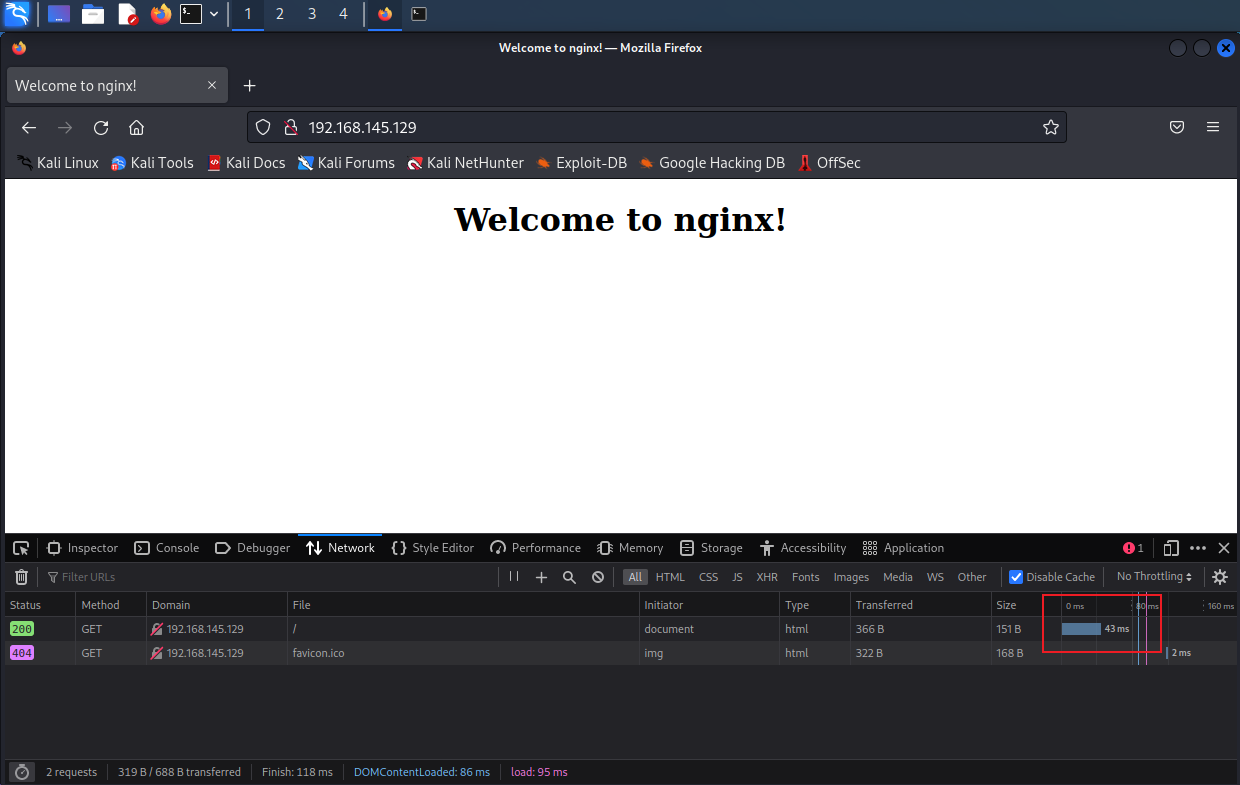 1 2 3 4
Welcome to nginx! — Mozilla Firefox
Welcome to nginx!
192.168.145.129
Kali Linux Kali Tools Kali Docs Kali Forums Kali NetHunter Exploit-DB Google Hacking DB OffSec
Welcome to nginx!
Inspector Console Debugger Network Style Editor Performance Memory Storage Accessibility Application 1
Filter URLs All HTML CSS JS XHR Fonts Images Media WS Other Disable Cache No Throttling
Status Method Domain File Initiator Type Transferred Size 0 ms 80 ms 160 ms
200 GET 192.168.145.129 / document html 366 B 151 B 43 ms
404 GET 192.168.145.129 favicon.ico img html 322 B 168 B 2 ms
2 requests 319 B / 688 B transferred Finish: 118 ms DOMContentLoaded: 86 ms load: 95 ms